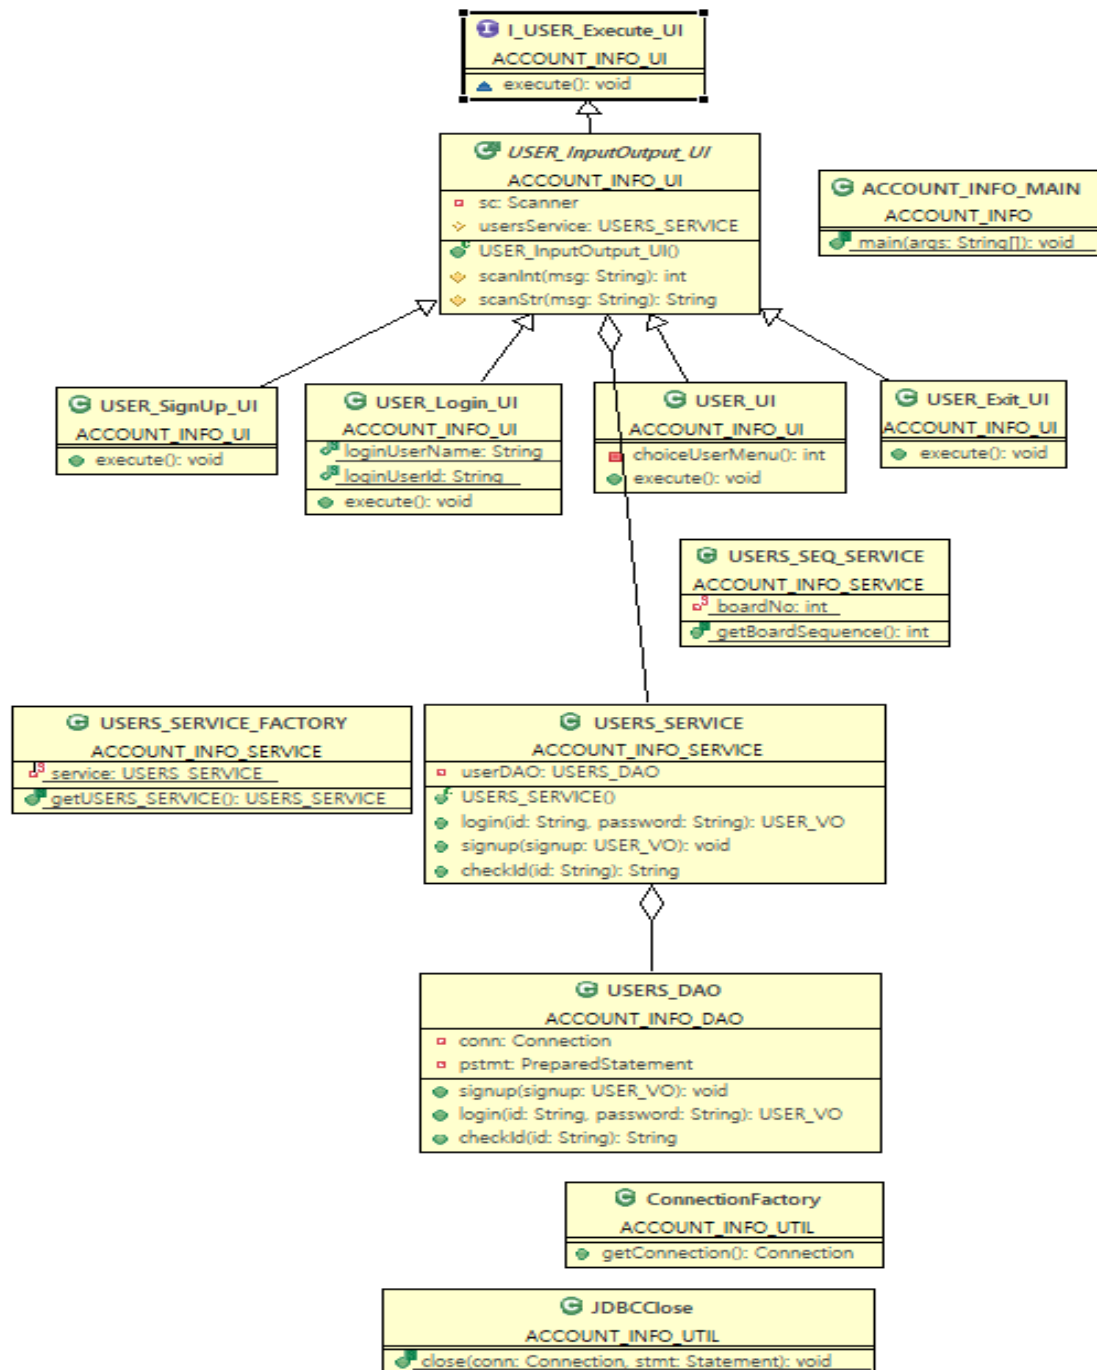 I_USER_Execute_UI
ACCOUNT_INFO_UI
execute(): void
USER_InputOutput_UI
ACCOUNT_INFO_UI
sc: Scanner
usersService: USERS_SERVICE
USER_InputOutput_UI()
scanInt(msg: String): int
scanStr(msg: String): String
ACCOUNT_INFO_MAIN
ACCOUNT_INFO
main(args: String[]): void
USER_SignUp_UI
ACCOUNT_INFO_UI
execute(): void
USER_Login_UI
ACCOUNT_INFO_UI
loginUserName: String
loginUserId: String
execute(): void
USER_UI
ACCOUNT_INFO_UI
choiceUserMenu(): int
execute(): void
USER_Exit_UI
ACCOUNT_INFO_UI
execute(): void
USERS_SEQ_SERVICE
ACCOUNT_INFO_SERVICE
boardNo: int
getBoardSequence(): int
USERS_SERVICE_FACTORY
ACCOUNT_INFO_SERVICE
service: USERS_SERVICE
getUSERS_SERVICE(): USERS_SERVICE
USERS_SERVICE
ACCOUNT_INFO_SERVICE
userDAO: USERS_DAO
USERS_SERVICE()
login(id: String, password: String): USER_VO
signup(signup: USER_VO): void
checkId(id: String): String
USERS_DAO
ACCOUNT_INFO_DAO
conn: Connection
pstmt: PreparedStatement
signup(signup: USER_VO): void
login(id: String, password: String): USER_VO
checkId(id: String): String
ConnectionFactory
ACCOUNT_INFO_UTIL
getConnection(): Connection
JDBCClose
ACCOUNT_INFO_UTIL
close(conn: Connection, stmt: Statement): void